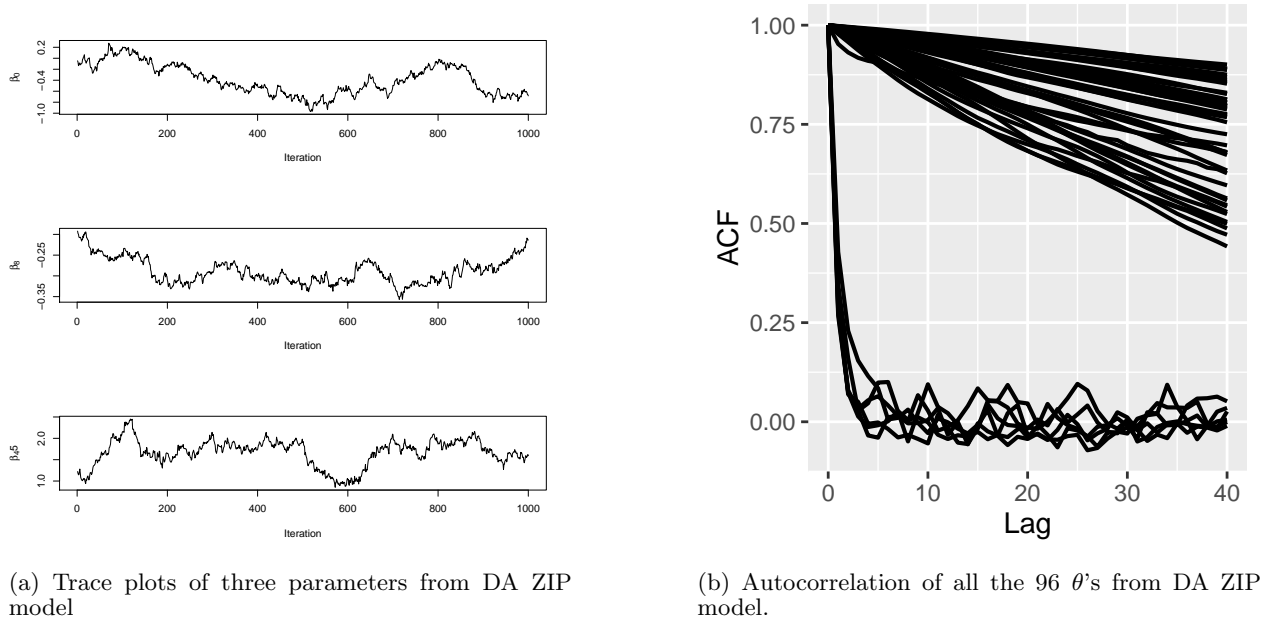 β₀
0.2
−0.4
−1.0
0 200 400 600 800 1000
Iteration
β₈
−0.25
−0.35
0 200 400 600 800 1000
Iteration
β₄5
2.0
1.0
0 200 400 600 800 1000
Iteration
(a) Trace plots of three parameters from DA ZIP
model
ACF
1.00
0.75
0.50
0.25
0.00
0 10 20 30 40
Lag
(b) Autocorrelation of all the 96 θ's from DA ZIP
model.